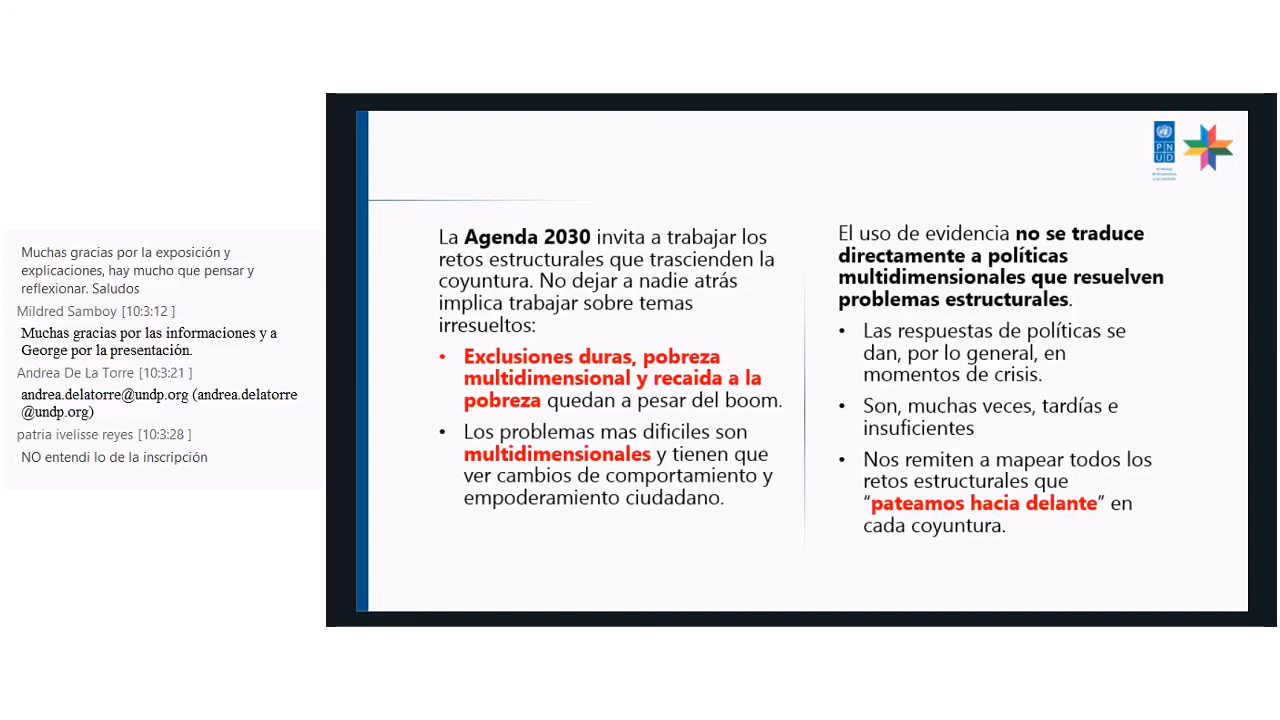 Muchas gracias por la exposición y
explicaciones, hay mucho que pensar y
reflexionar. Saludos
Mildred Samboy [10:3:12 ]
Muchas gracias por las informaciones y a
George por la presentación.
Andrea De La Torre [10:3:21 ]
andrea.delatorre@undp.org (andrea.delatorre
@undp.org)
patria ivelisse reyes [10:3:28 ]
NO entendi lo de la inscripción
P N
U D
La Agenda 2030 invita a trabajar los
retos estructurales que trascienden la
coyuntura. No dejar a nadie atrás
implica trabajar sobre temas
irresueltos:
• Exclusiones duras, pobreza
multidimensional y recaida a la
pobreza quedan a pesar del boom.
• Los problemas mas dificiles son
multidimensionales y tienen que
ver cambios de comportamiento y
empoderamiento ciudadano.
El uso de evidencia no se traduce
directamente a políticas
multidimensionales que resuelven
problemas estructurales.
• Las respuestas de políticas se
dan, por lo general, en
momentos de crisis.
• Son, muchas veces, tardías e
insuficientes
• Nos remiten a mapear todos los
retos estructurales que
“pateamos hacia delante” en
cada coyuntura.